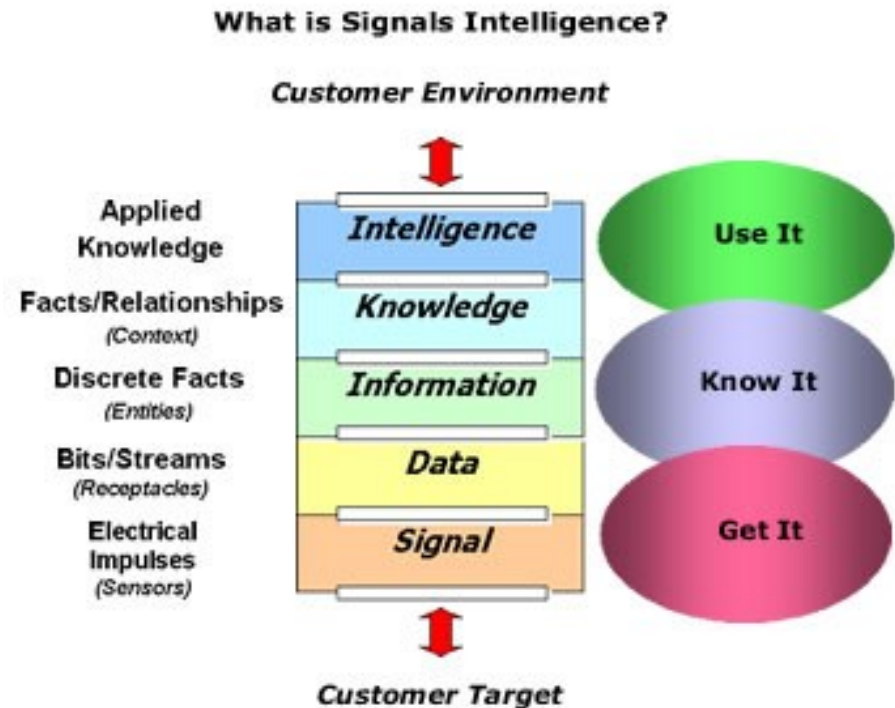 What is Signals Intelligence?
Customer Environment
Applied
Knowledge
Intelligence
Use It
Facts/Relationships
(Context)
Knowledge
Discrete Facts
(Entities)
Information
Know It
Bits/Streams
(Receptacles)
Data
Electrical
Impulses
(Sensors)
Signal
Get It
Customer Target